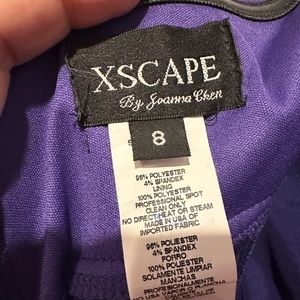 XSCAPE
By Joanna Chen
8
96% POLYESTER
4% SPANDEX
LINING
100% POLYESTER
PROFESSIONAL SPOT
CLEAN ONLY
NO DIRECT HEAT OR STEAM
MADE IN USA OF
IMPORTED FABRIC
96% POLIESTER
4% SPANDEX
FORRO
100% POLIESTER
SOLAMENTE LIMPIAR
MANCHAS
PROFESIONALMENTE